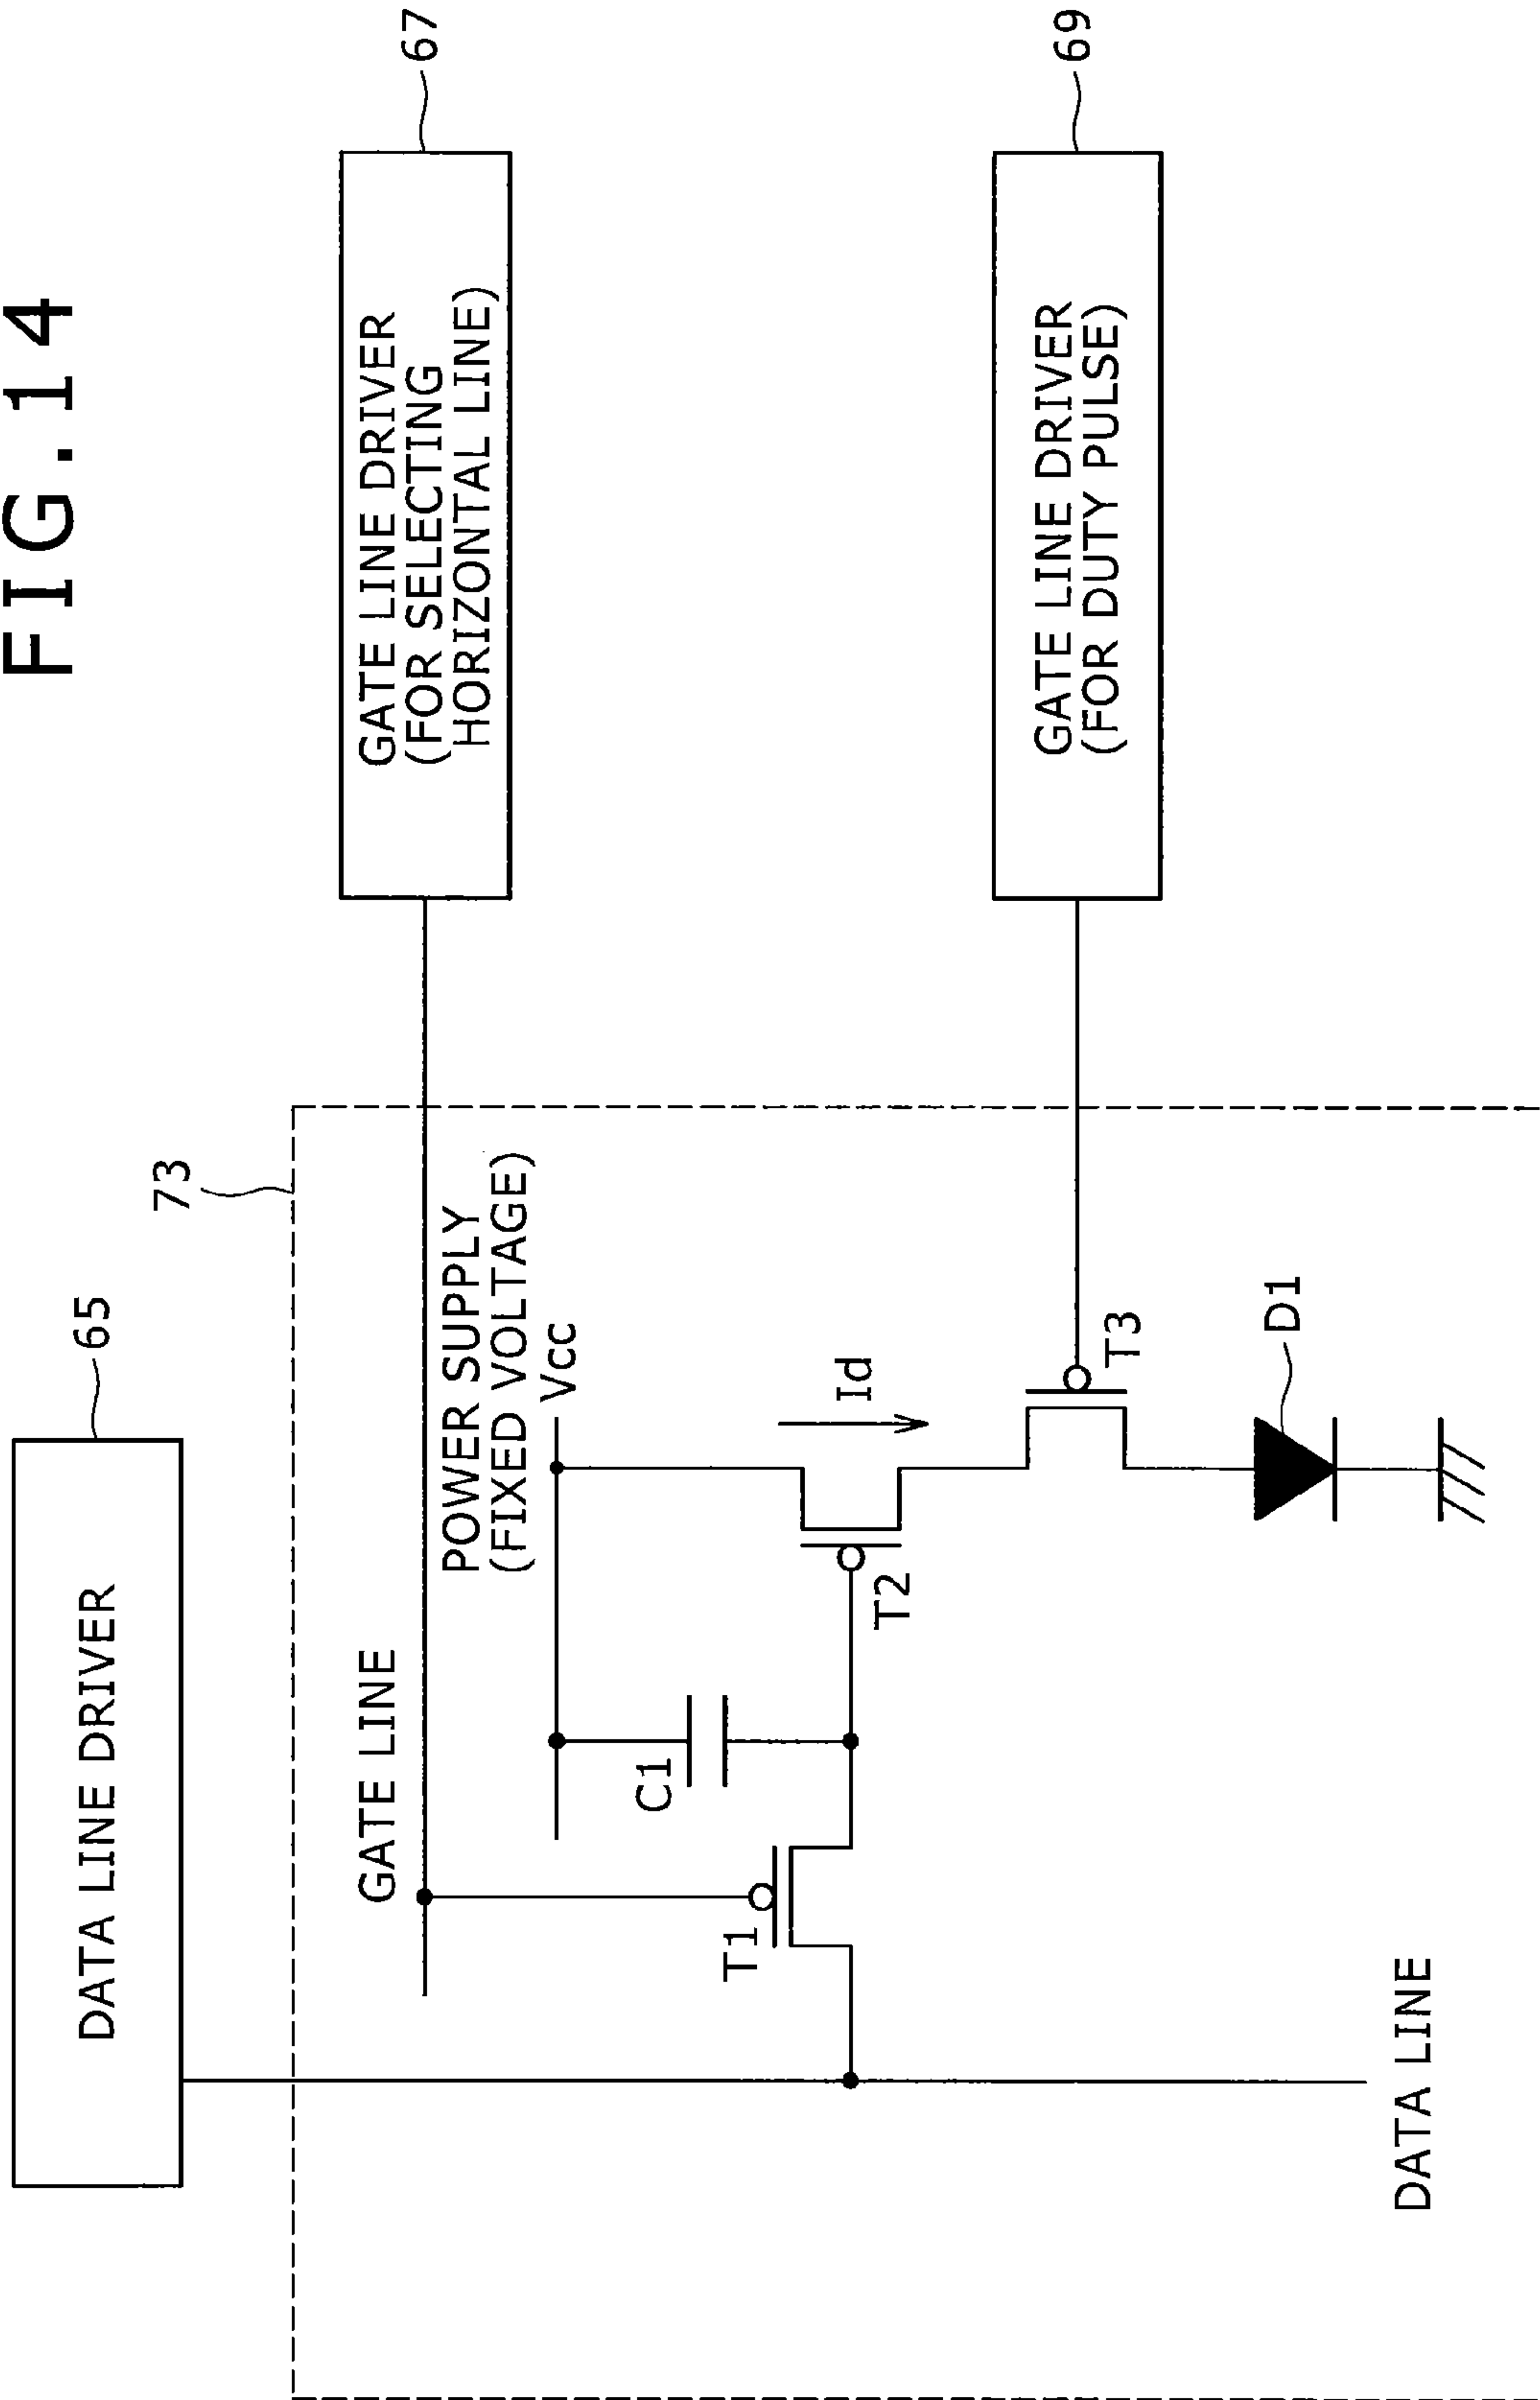 FIG.14
DATA LINE DRIVER
65
73
GATE LINE
GATE LINE DRIVER
(FOR SELECTING
HORIZONTAL LINE)
67
POWER SUPPLY
(FIXED VOLTAGE)
Vcc
C1
T1
T2
Id
T3
D1
GATE LINE DRIVER
(FOR DUTY PULSE)
69
DATA LINE